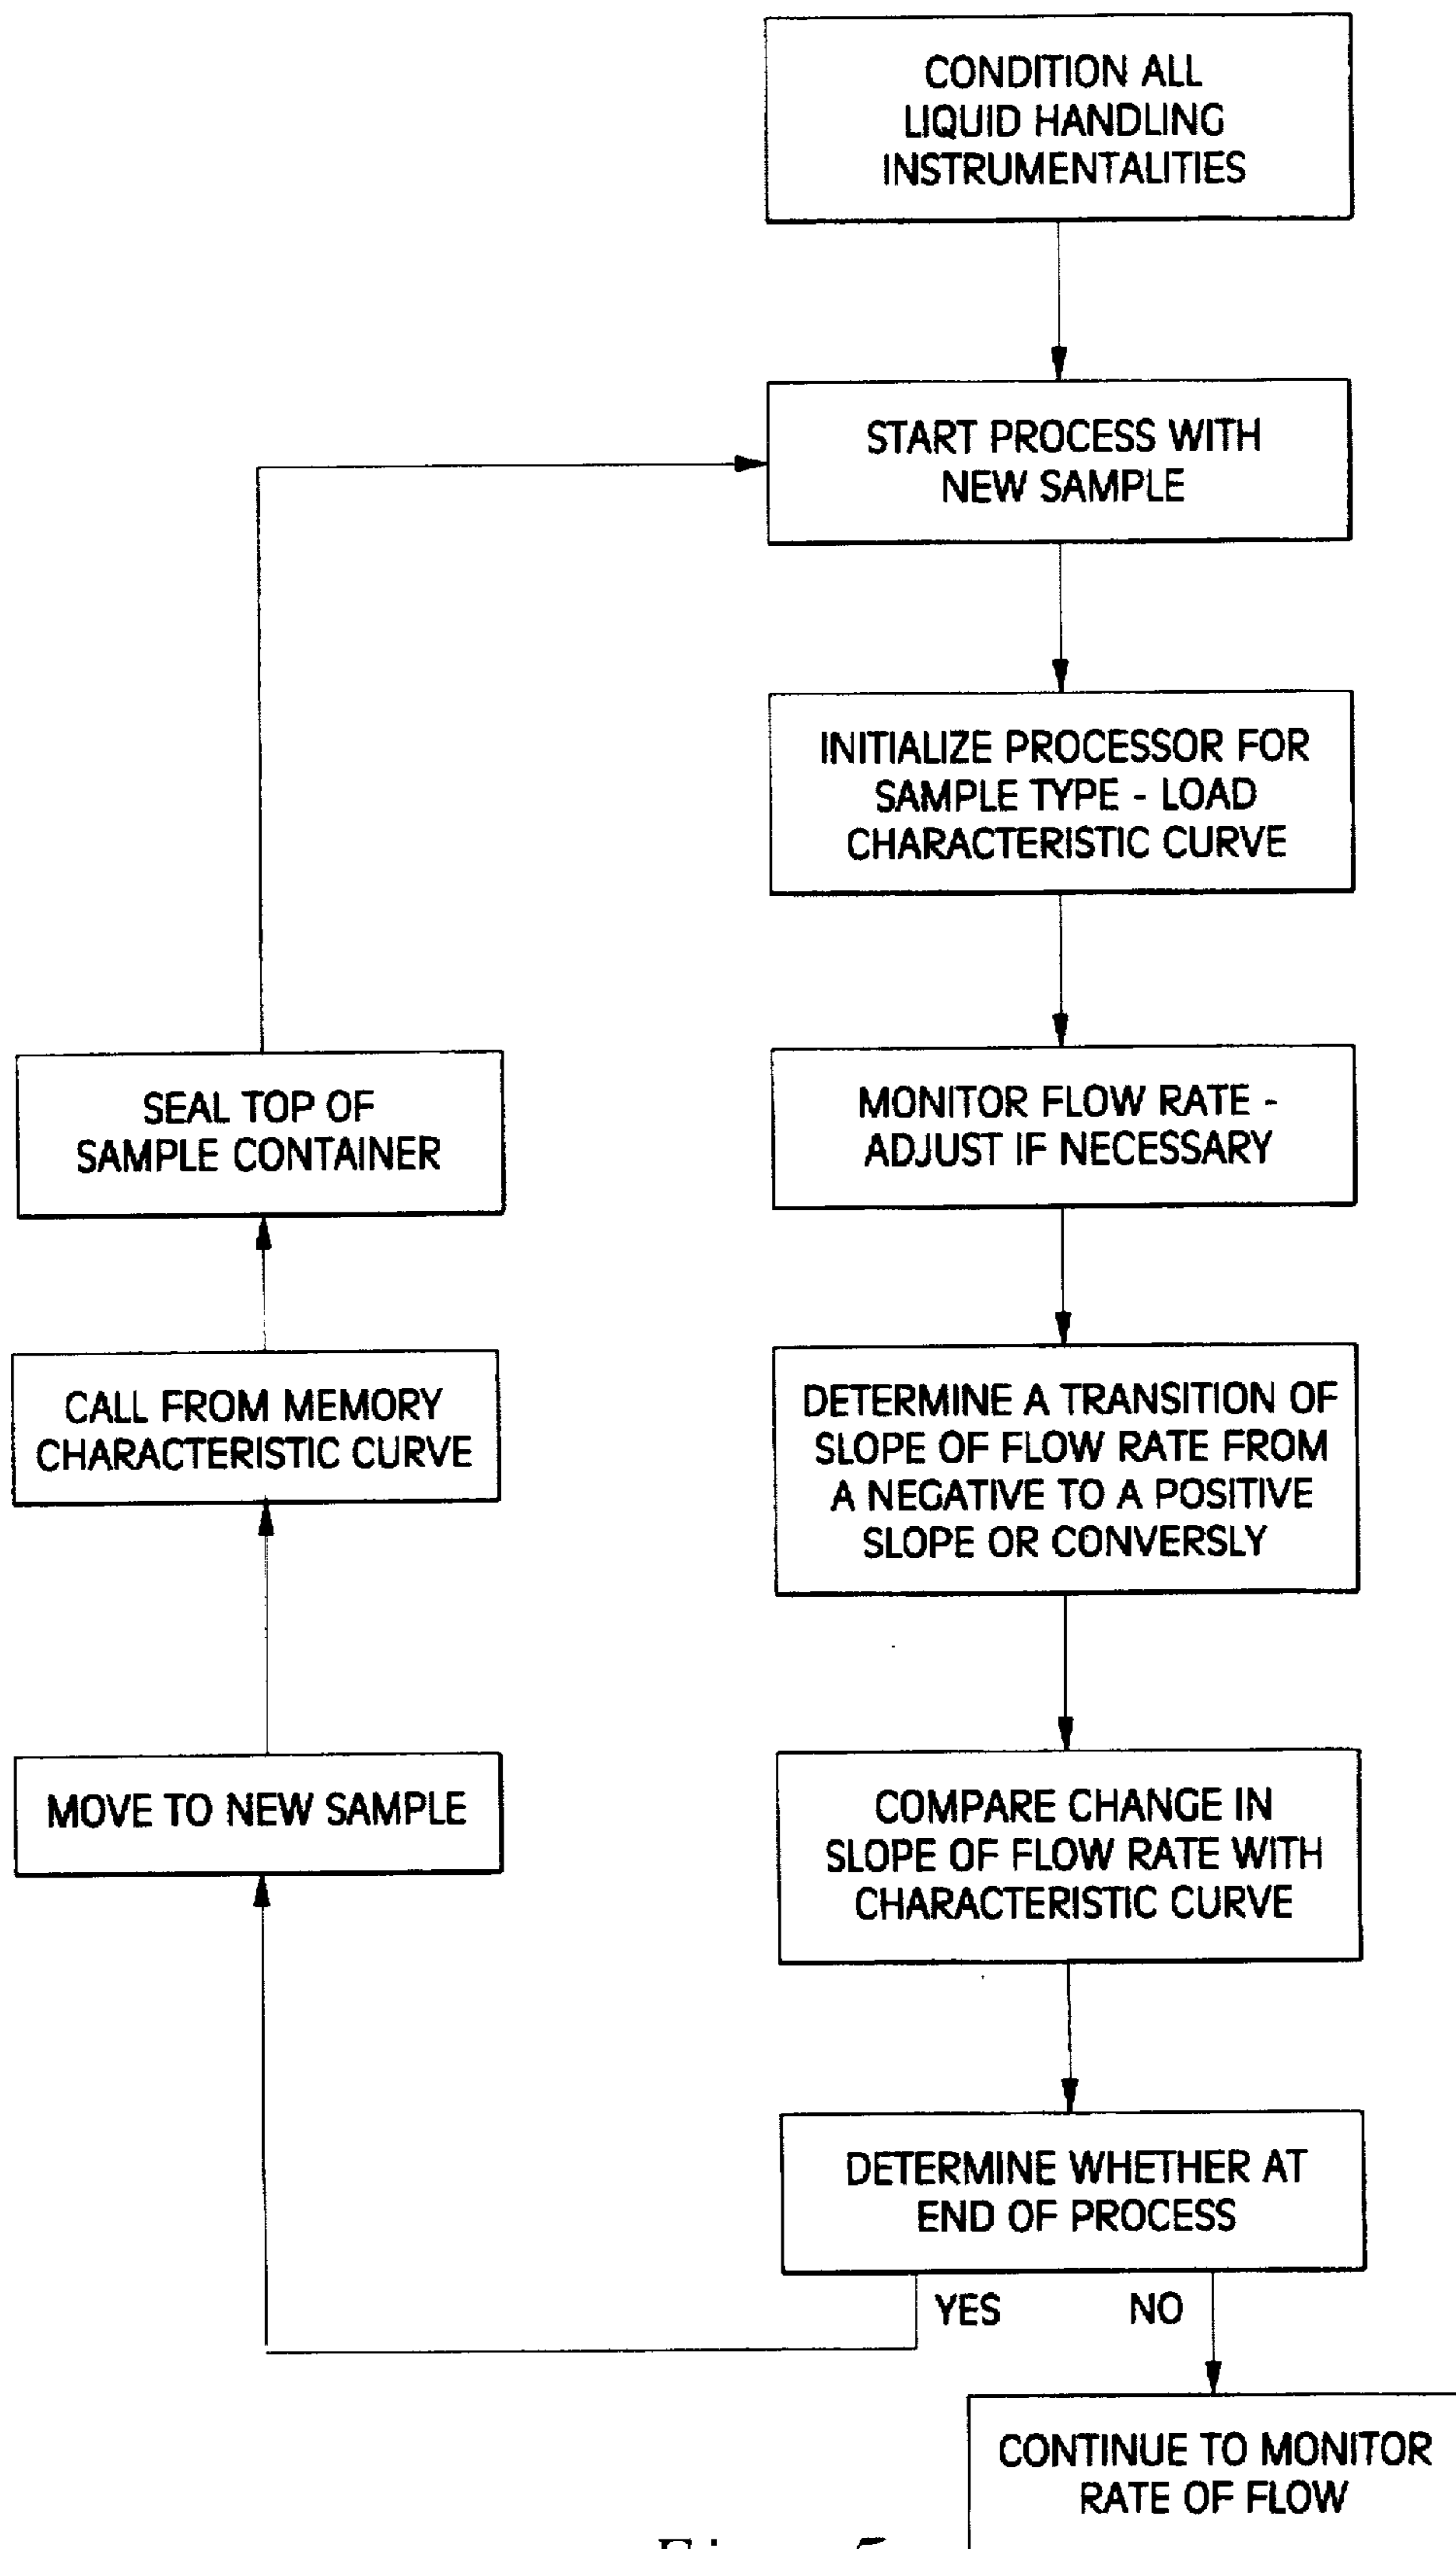 CONDITION ALL
LIQUID HANDLING
INSTRUMENTALITIES
START PROCESS WITH
NEW SAMPLE
INITIALIZE PROCESSOR FOR
SAMPLE TYPE - LOAD
CHARACTERISTIC CURVE
MONITOR FLOW RATE -
ADJUST IF NECESSARY
DETERMINE A TRANSITION OF
SLOPE OF FLOW RATE FROM
A NEGATIVE TO A POSITIVE
SLOPE OR CONVERSLY
COMPARE CHANGE IN
SLOPE OF FLOW RATE WITH
CHARACTERISTIC CURVE
DETERMINE WHETHER AT
END OF PROCESS
YES
NO
CONTINUE TO MONITOR
RATE OF FLOW
MOVE TO NEW SAMPLE
CALL FROM MEMORY
CHARACTERISTIC CURVE
SEAL TOP OF
SAMPLE CONTAINER